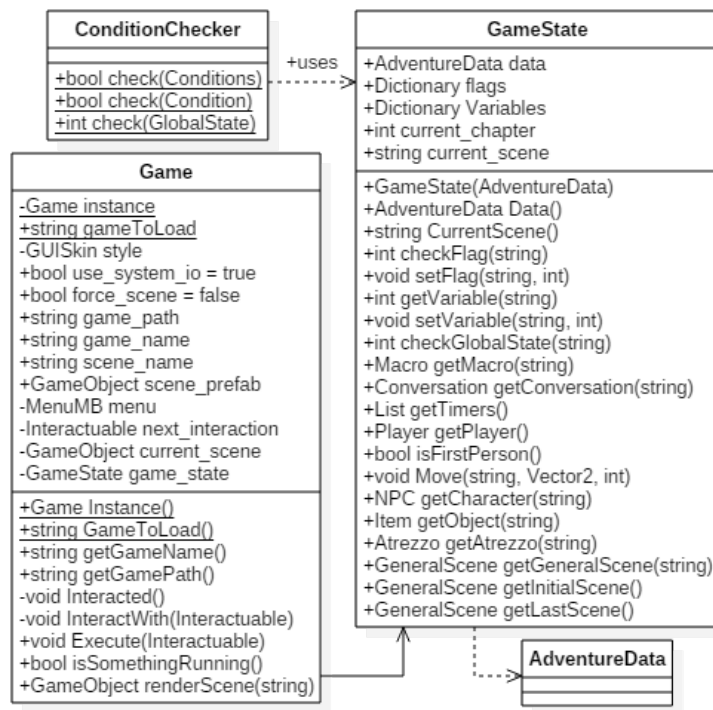 ConditionChecker
+bool check(Conditions)
+bool check(Condition)
+int check(GlobalState)
+uses
GameState
+AdventureData data
+Dictionary flags
+Dictionary Variables
+int current_chapter
+string current_scene
+GameState(AdventureData)
+AdventureData Data()
+string CurrentScene()
+int checkFlag(string)
+void setFlag(string, int)
+int getVariable(string)
+void setVariable(string, int)
+int checkGlobalState(string)
+Macro getMacro(string)
+Conversation getConversation(string)
+List getTimers()
+Player getPlayer()
+bool isFirstPerson()
+void Move(string, Vector2, int)
+NPC getCharacter(string)
+Item getObject(string)
+Atrezzo getAtrezzo(string)
+GeneralScene getGeneralScene(string)
+GeneralScene getInitialScene()
+GeneralScene getLastScene()
Game
-Game instance
+string gameToLoad
-GUISkin style
+bool use_system_io = true
+bool force_scene = false
+string game_path
+string game_name
+string scene_name
+GameObject scene_prefab
-MenuMB menu
-Interactuable next_interaction
-GameObject current_scene
-GameState game_state
+Game Instance()
+string GameToLoad()
+string getGameName()
+string getGamePath()
-void Interacted()
-void InteractWith(Interactuable)
+void Execute(Interactuable)
+bool isSomethingRunning()
+GameObject renderScene(string)
AdventureData